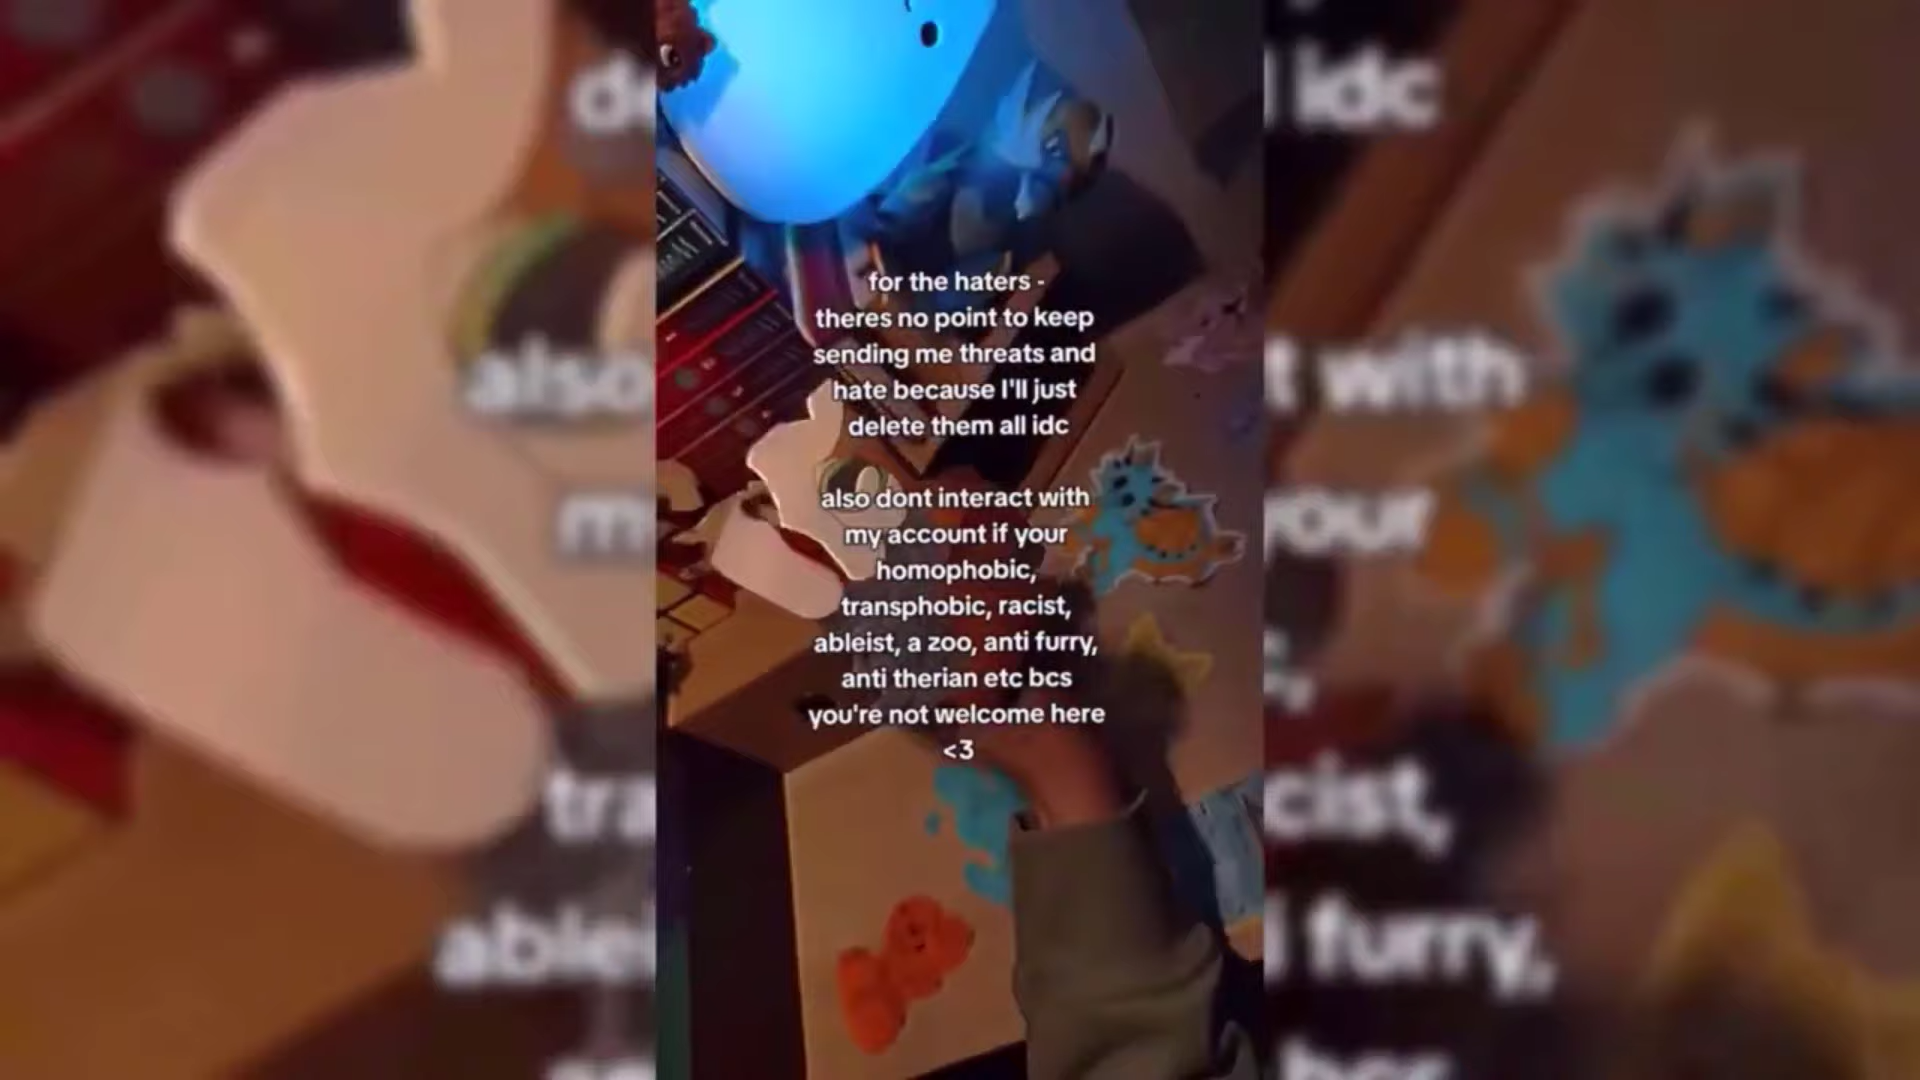 for the haters -
theres no point to keep
sending me threats and
hate because I'll just
delete them all idc
also dont interact with
my account if your
homophobic,
transphobic, racist,
ableist, a zoo, anti furry,
anti therian etc bcs
you're not welcome here
<3